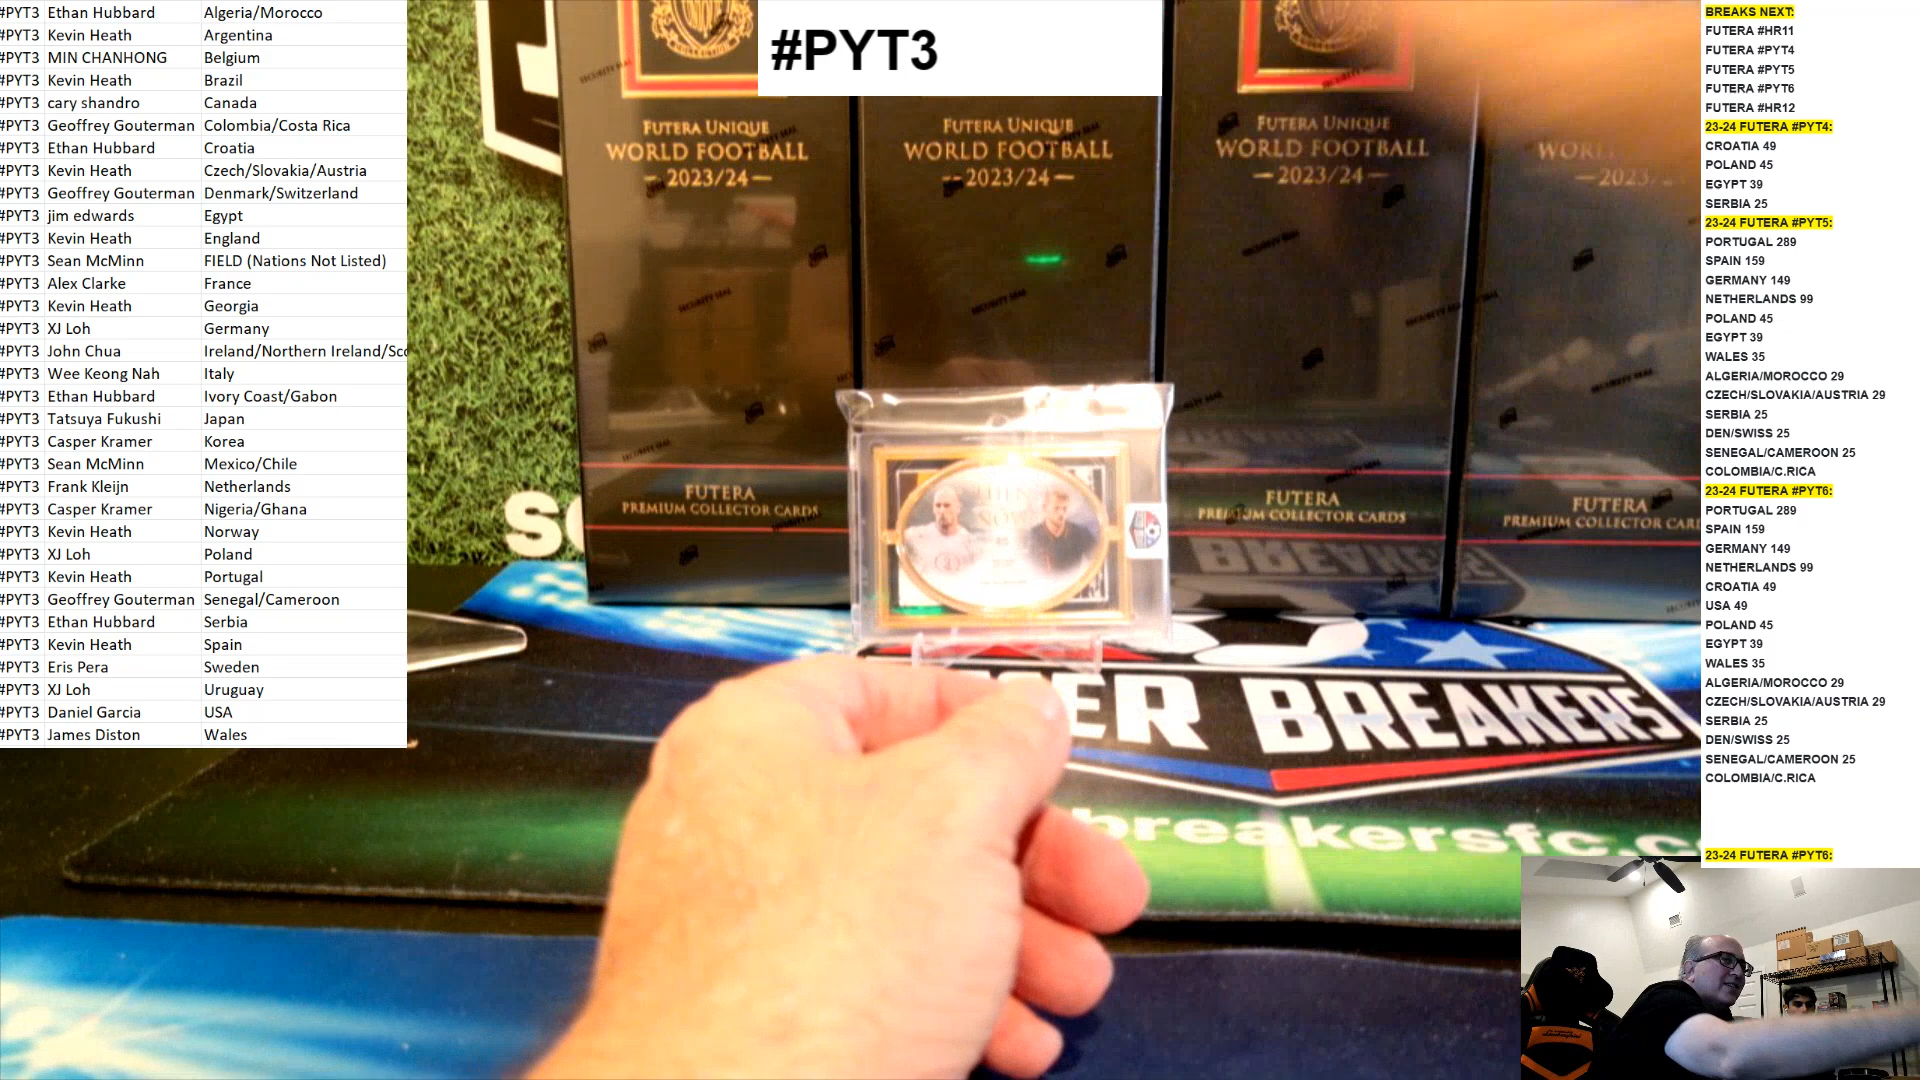 #PYT3 Ethan Hubbard Algeria/Morocco
#PYT3 Kevin Heath Argentina
#PYT3 MIN CHANHONG Belgium
#PYT3 Kevin Heath Brazil
#PYT3 cary shandro Canada
#PYT3 Geoffrey Gouterman Colombia/Costa Rica
#PYT3 Ethan Hubbard Croatia
#PYT3 Kevin Heath Czech/Slovakia/Austria
#PYT3 Geoffrey Gouterman Denmark/Switzerland
#PYT3 jim edwards Egypt
#PYT3 Kevin Heath England
#PYT3 Sean McMinn FIELD (Nations Not Listed)
#PYT3 Alex Clarke France
#PYT3 Kevin Heath Georgia
#PYT3 XJ Loh Germany
#PYT3 John Chua Ireland/Northern Ireland/Sco
#PYT3 Wee Keong Nah Italy
#PYT3 Ethan Hubbard Ivory Coast/Gabon
#PYT3 Tatsuya Fukushi Japan
#PYT3 Casper Kramer Korea
#PYT3 Sean McMinn Mexico/Chile
#PYT3 Frank Kleijn Netherlands
#PYT3 Casper Kramer Nigeria/Ghana
#PYT3 Kevin Heath Norway
#PYT3 XJ Loh Poland
#PYT3 Kevin Heath Portugal
#PYT3 Geoffrey Gouterman Senegal/Cameroon
#PYT3 Ethan Hubbard Serbia
#PYT3 Kevin Heath Spain
#PYT3 Eris Pera Sweden
#PYT3 XJ Loh Uruguay
#PYT3 Daniel Garcia USA
#PYT3 James Diston Wales
#PYT3
FUTERA UNIQUE
WORLD FOOTBALL
—2023/24—
FUTERA
PREMIUM COLLECTOR CARDS
FUTERA UNIQUE
WORLD FOOTBALL
—2023/24—
FUTERA UNIQUE
WORLD FOOTBALL
—2023/24—
FUTERA
PREMIUM COLLECTOR CARDS
FUTERA
PREMIUM COLLECTOR CAR
THEN
NOW
ER BREAKERS
breakersfc.c
BREAKS NEXT:
FUTERA #HR11
FUTERA #PYT4
FUTERA #PYT5
FUTERA #PYT6
FUTERA #HR12
23-24 FUTERA #PYT4:
CROATIA 49
POLAND 45
EGYPT 39
SERBIA 25
23-24 FUTERA #PYT5:
PORTUGAL 289
SPAIN 159
GERMANY 149
NETHERLANDS 99
POLAND 45
EGYPT 39
WALES 35
ALGERIA/MOROCCO 29
CZECH/SLOVAKIA/AUSTRIA 29
SERBIA 25
DEN/SWISS 25
SENEGAL/CAMEROON 25
COLOMBIA/C.RICA
23-24 FUTERA #PYT6:
PORTUGAL 289
SPAIN 159
GERMANY 149
NETHERLANDS 99
CROATIA 49
USA 49
POLAND 45
EGYPT 39
WALES 35
ALGERIA/MOROCCO 29
CZECH/SLOVAKIA/AUSTRIA 29
SERBIA 25
DEN/SWISS 25
SENEGAL/CAMEROON 25
COLOMBIA/C.RICA
23-24 FUTERA #PYT6: